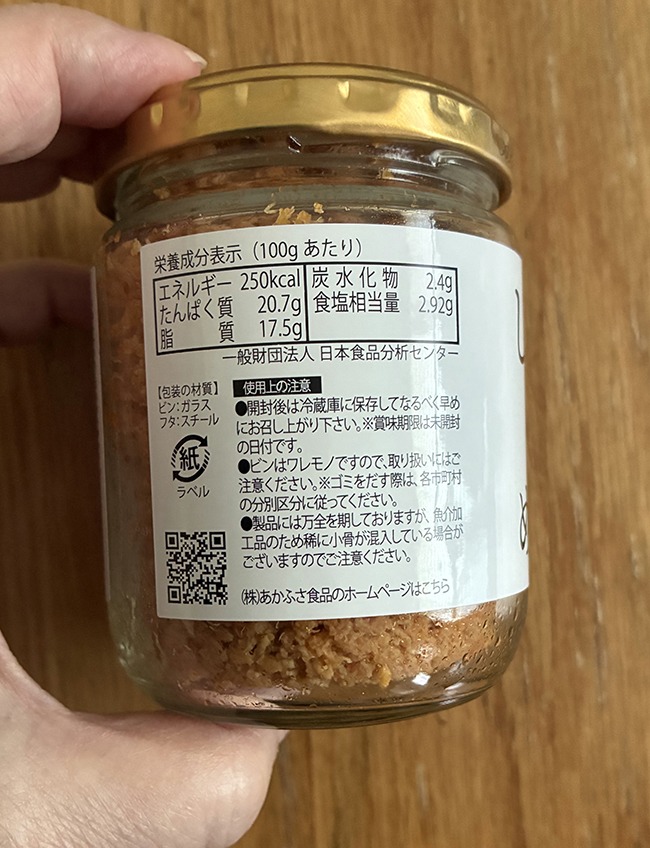 栄養成分表示（100gあたり）
エネルギー 250kcal 炭水化物 2.4g
たんぱく質 20.7g 食塩相当量 2.92g
脂質 17.5g
一般財団法人 日本食品分析センター
【包装の材質】
ビン:ガラス
フタ:スチール
紙
ラベル
使用上の注意
●開封後は冷蔵庫に保存してなるべく早め
にお召し上がり下さい。※賞味期限は未開封
の日付です。
●ビンはワレモノですので、取り扱いにはご
注意ください。※ゴミをだす際は、各市町村
の分別区分に従ってください。
●製品には万全を期しておりますが、魚介加
工品のため稀に小骨が混入している場合が
ございますのでご注意ください。
(株)あかふさ食品のホームページはこちら
し